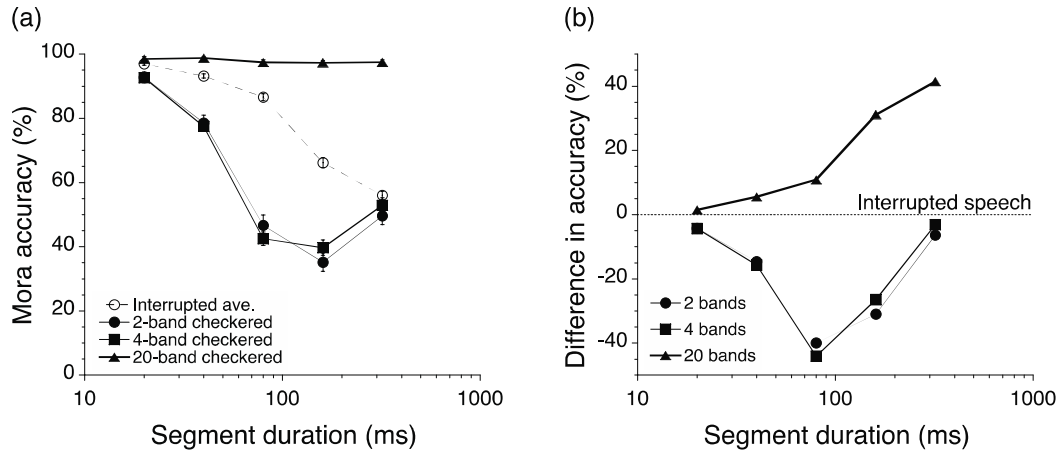 (a)
Mora accuracy (%)
100
80
60
40
20
0
Interrupted ave.
2-band checkered
4-band checkered
20-band checkered
10
100
1000
Segment duration (ms)
(b)
Difference in accuracy (%)
40
20
0
-20
-40
Interrupted speech
2 bands
4 bands
20 bands
10
100
1000
Segment duration (ms)